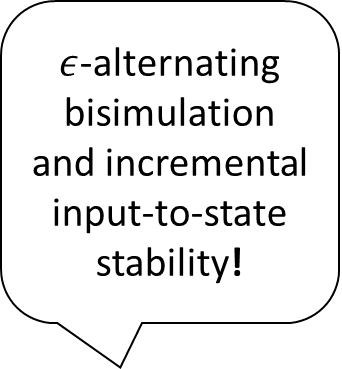 ϵ-alternating
bisimulation
and incremental
input-to-state
stability!